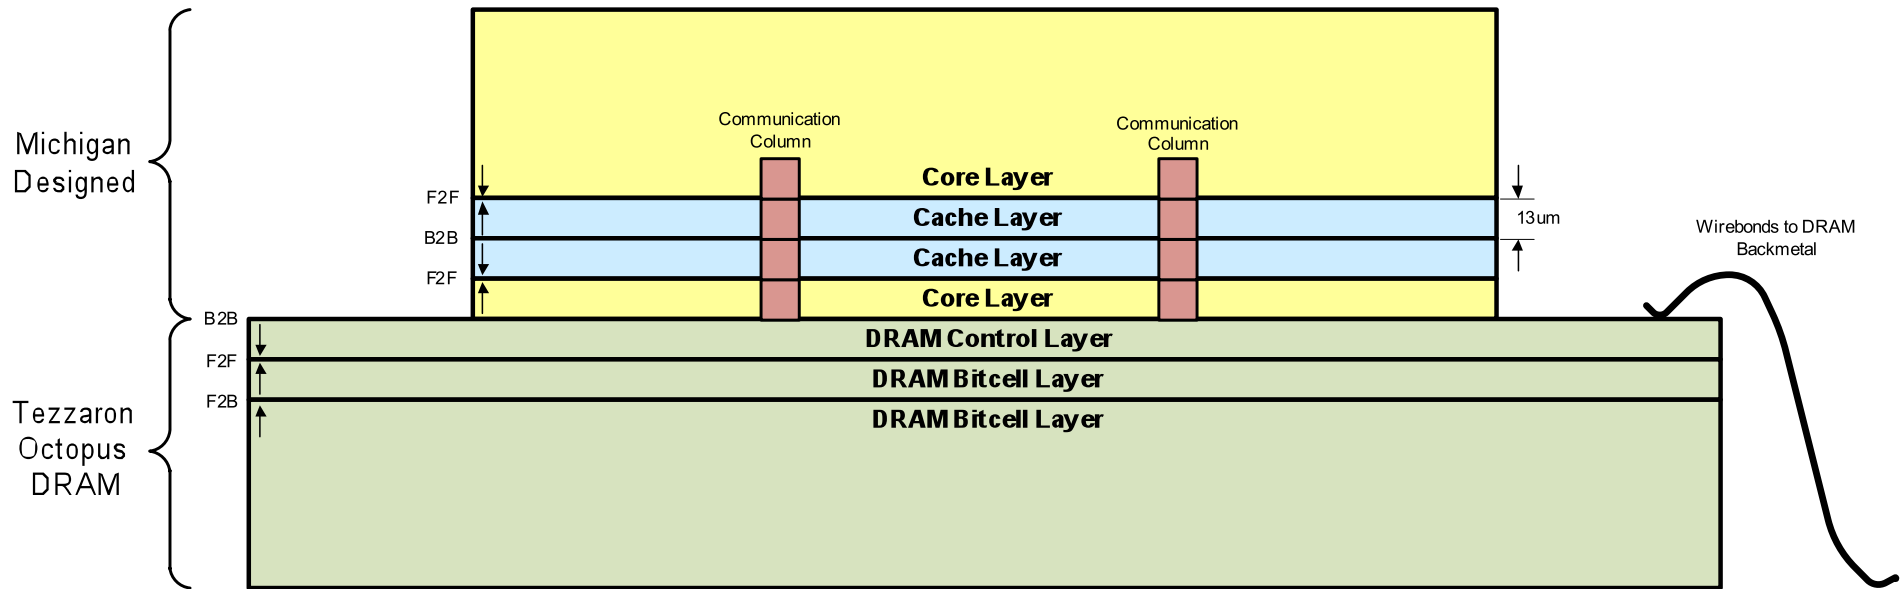 Michigan
Designed
Communication
Column
Communication
Column
Core Layer
F2F
Cache Layer
13um
B2B
Cache Layer
F2F
Core Layer
Wirebonds to DRAM
Backmetal
B2B
DRAM Control Layer
F2F
DRAM Bitcell Layer
F2B
DRAM Bitcell Layer
Tezzaron
Octopus
DRAM